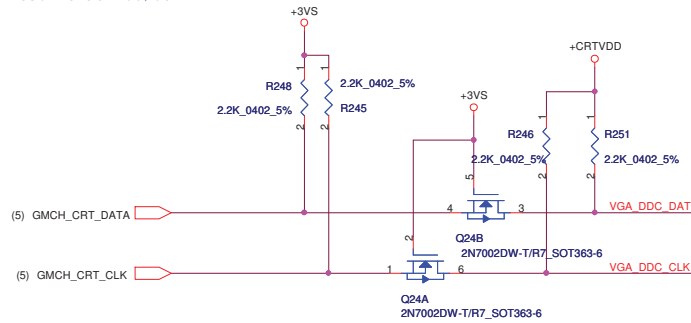 +3VS
+CRTVDD
1
1
R248
2.2K_0402_5%
2.2K_0402_5%
R245
2
2
+3VS
1
1
R246
R251
2.2K_0402_5%
2.2K_0402_5%
2
2
5
(5) GMCH_CRT_DATA
4
3
VGA_DDC_DAT
Q24B
2N7002DW-T/R7_SOT363-6
2
(5) GMCH_CRT_CLK
1
6
VGA_DDC_CLK
Q24A
2N7002DW-T/R7_SOT363-6